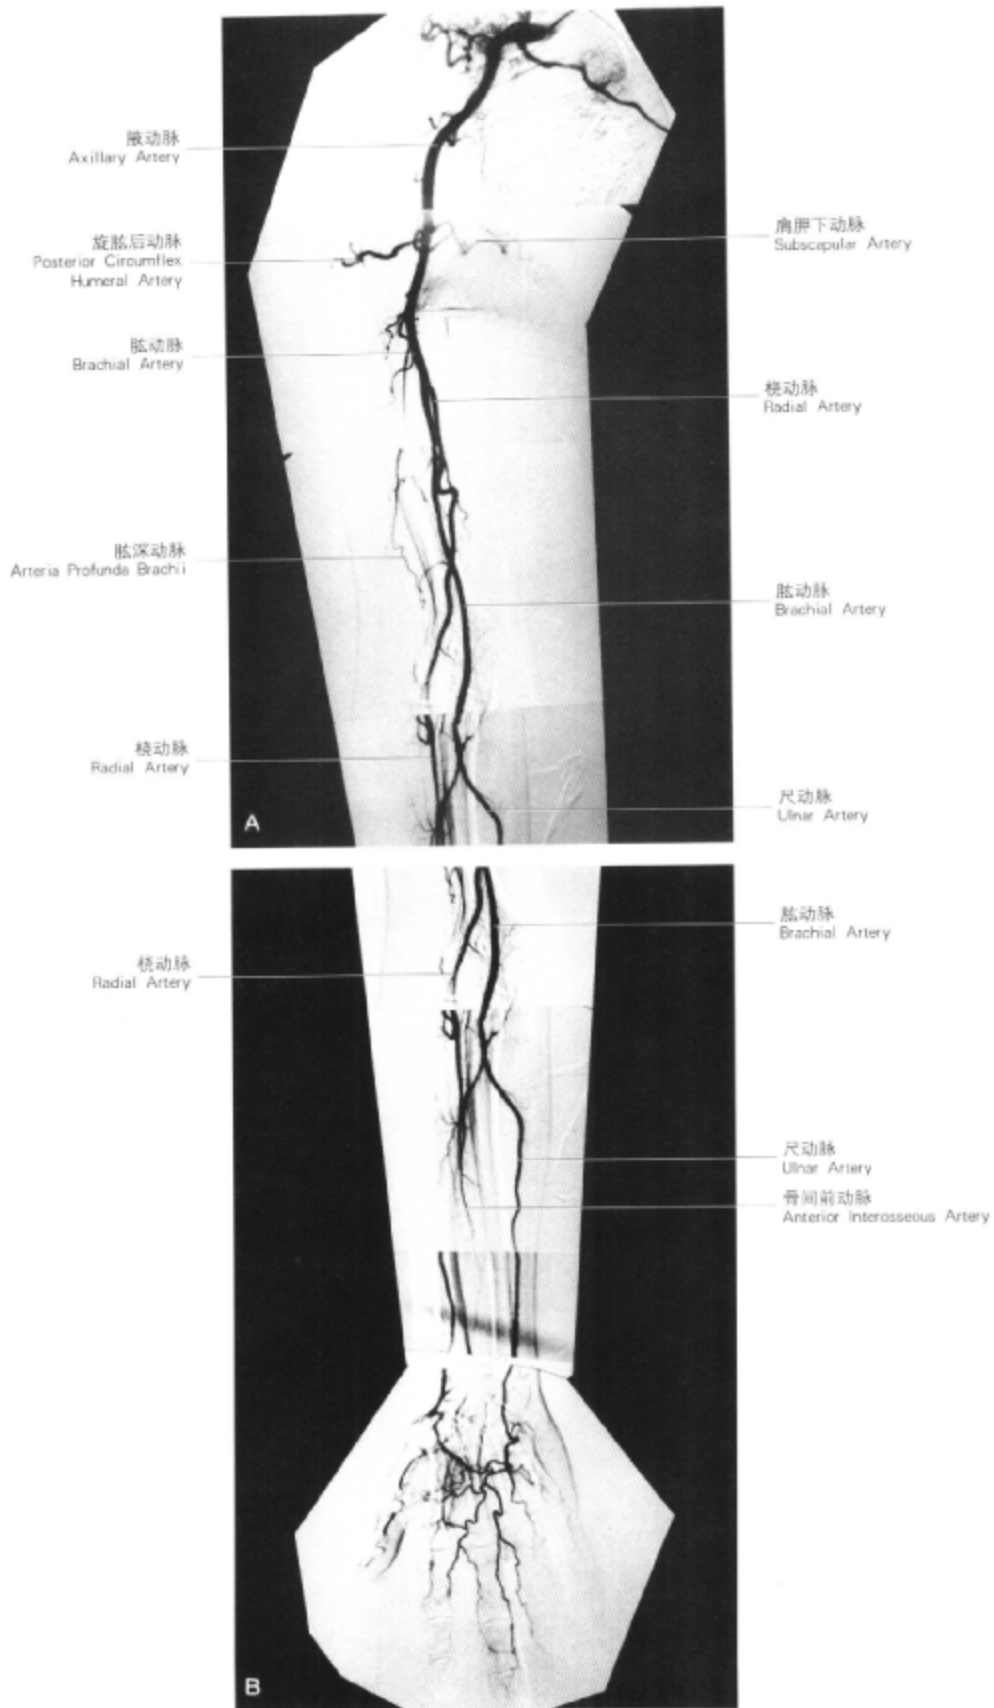 腋动脉
Axillary Artery
旋肱后动脉
Posterior Circumflex
Humeral Artery
肩胛下动脉
Subscapular Artery
肱动脉
Brachial Artery
桡动脉
Radial Artery
肱深动脉
Arteria Profunda Brachii
肱动脉
Brachial Artery
桡动脉
Radial Artery
尺动脉
Ulnar Artery
A
肱动脉
Brachial Artery
桡动脉
Radial Artery
尺动脉
Ulnar Artery
骨间前动脉
Anterior Interosseous Artery
B